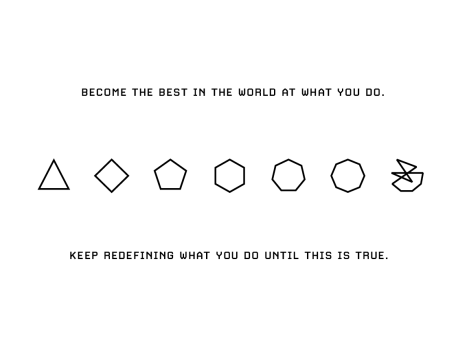 BECOME THE BEST IN THE WORLD AT WHAT YOU DO.
KEEP REDEFINING WHAT YOU DO UNTIL THIS IS TRUE.